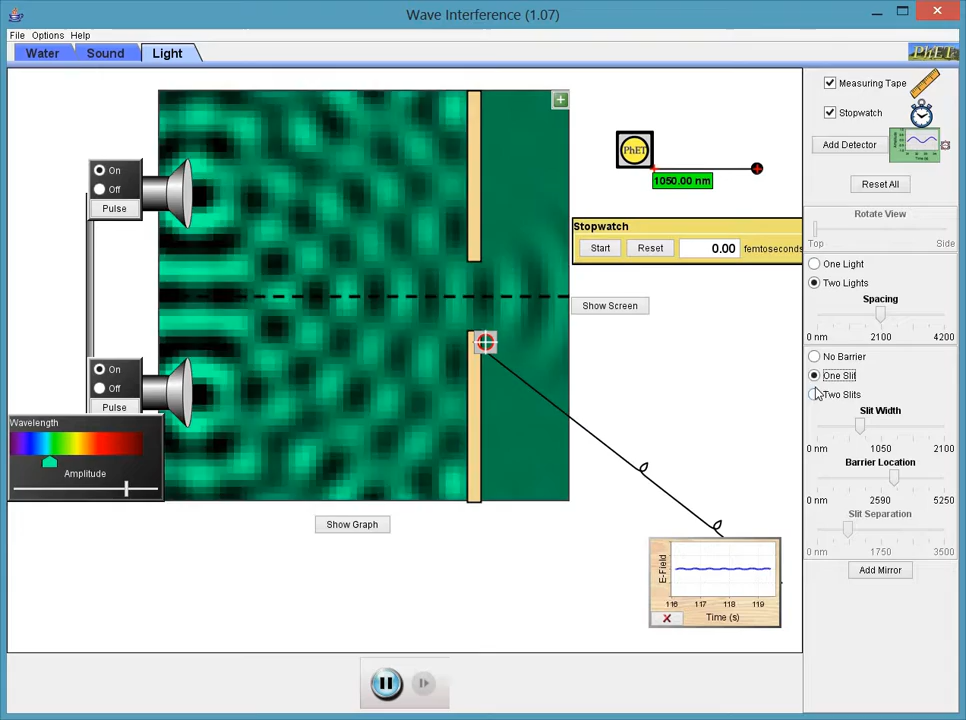 Wave Interference (1.07)
File Options Help
Water Sound Light
PhET
Measuring Tape
Stopwatch
Add Detector
Reset All
Rotate View
Top Side
One Light
Two Lights
Spacing
0 nm 2100 4200
No Barrier
One Slit
Two Slits
Slit Width
0 nm 1050 2100
Barrier Location
0 nm 2590 5250
Slit Separation
0 nm 1750 3500
Add Mirror
On
Off
Pulse
On
Off
Pulse
Wavelength
Amplitude
PhET
1050.00 nm
Stopwatch
Start Reset 0.00 femtoseconds
Show Screen
Show Graph
E-Field
116 117 118 119
Time (s)